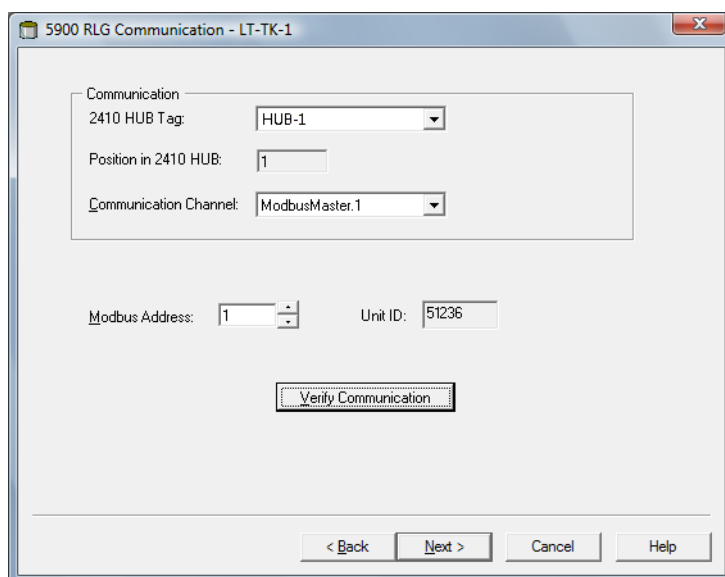 5900 RLG Communication - LT-TK-1
Communication
2410 HUB Tag: HUB-1
Position in 2410 HUB: 1
Communication Channel: ModbusMaster.1
Modbus Address: 1 Unit ID: 51236
Verify Communication
< Back Next > Cancel Help